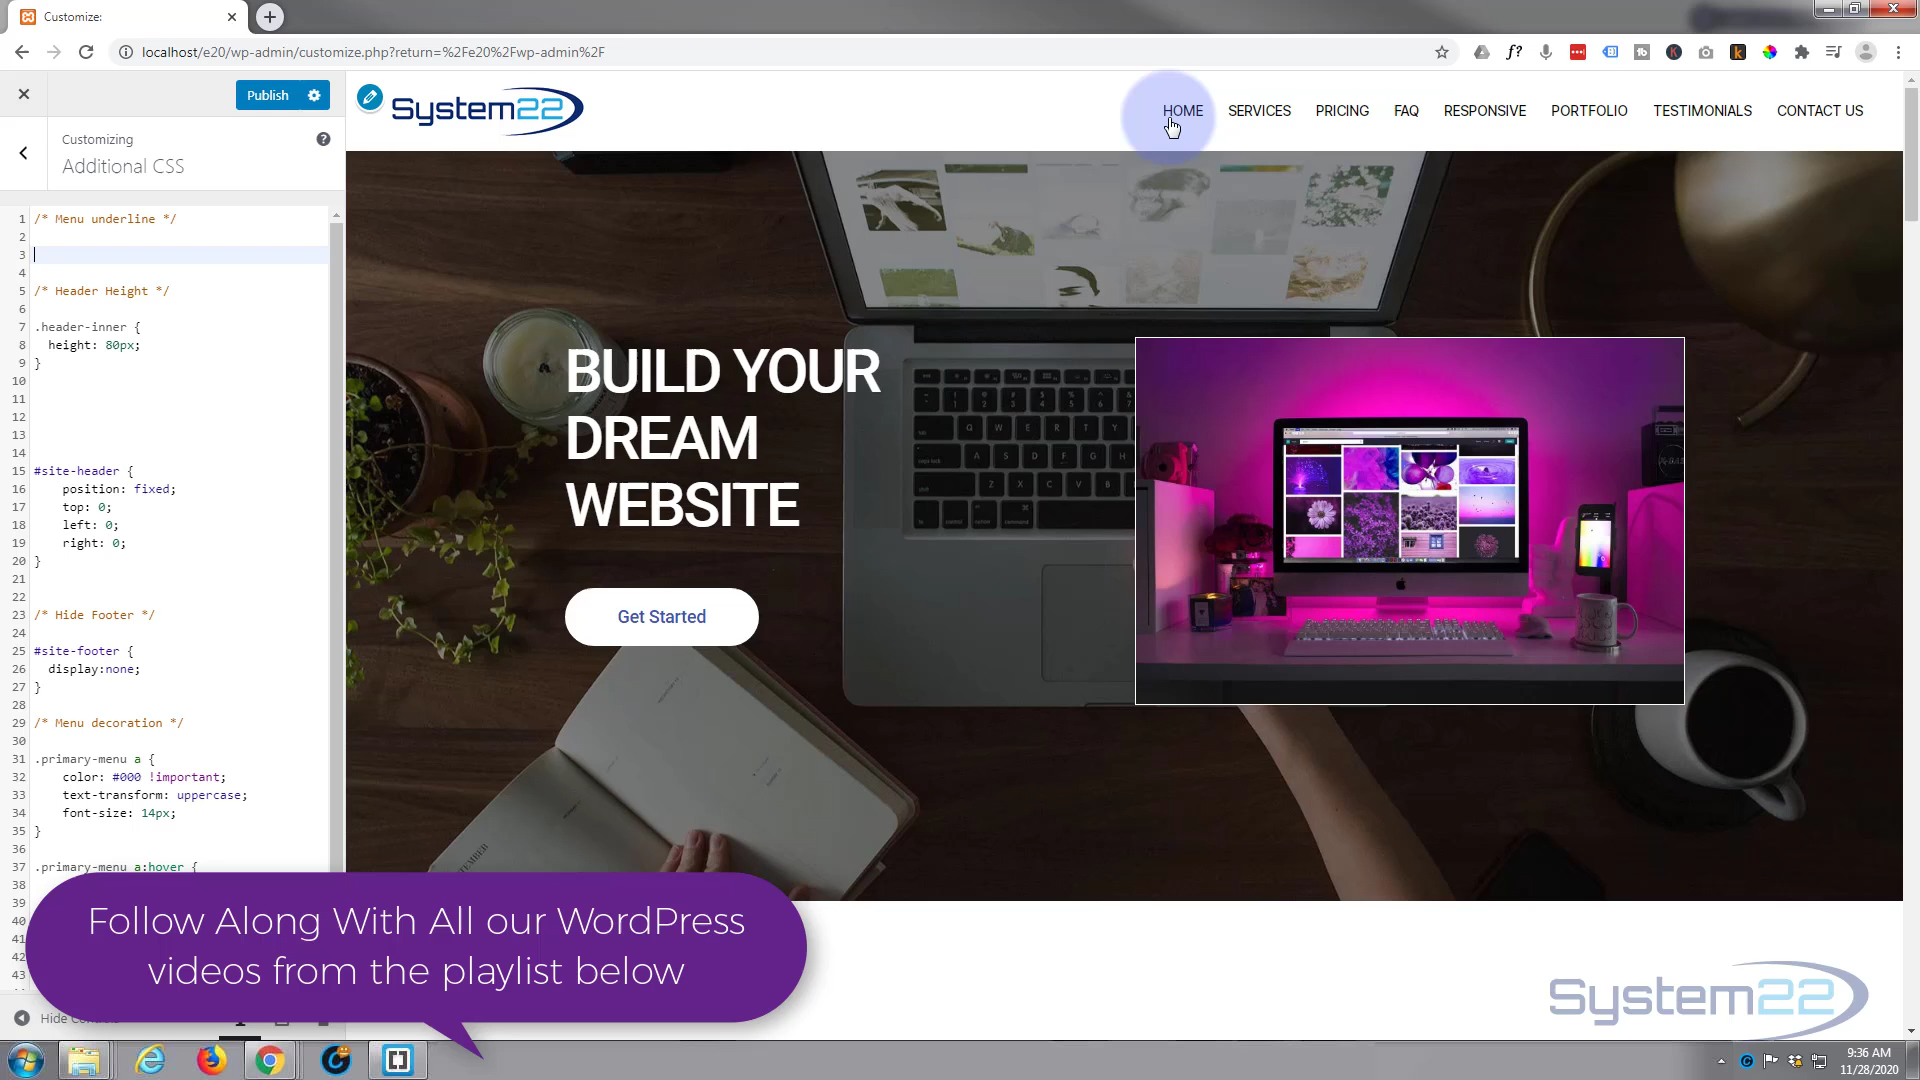 Customize:
localhost/e20/wp-admin/customize.php?return=%2Fe20%2Fwp-admin%2F
Publish
Customizing
Additional CSS
System22
HOME SERVICES PRICING FAQ RESPONSIVE PORTFOLIO TESTIMONIALS CONTACT US
1 /* Menu underline */
2
3
4
5 /* Header Height */
6
7 .header-inner {
8 height: 80px;
9 }
10
11
12
13
14
15 #site-header {
16 position: fixed;
17 top: 0;
18 left: 0;
19 right: 0;
20 }
21
22
23 /* Hide Footer */
24
25 #site-footer {
26 display:none;
27 }
28
29 /* Menu decoration */
30
31 .primary-menu a {
32 color: #000 !important;
33 text-transform: uppercase;
34 font-size: 14px;
35 }
36
37 .primary-menu a:hover {
38
39
40
41
42
43
BUILD YOUR
DREAM
WEBSITE
Get Started
Follow Along With All our WordPress
videos from the playlist below
Hide
System22
9:36 AM
11/28/2020